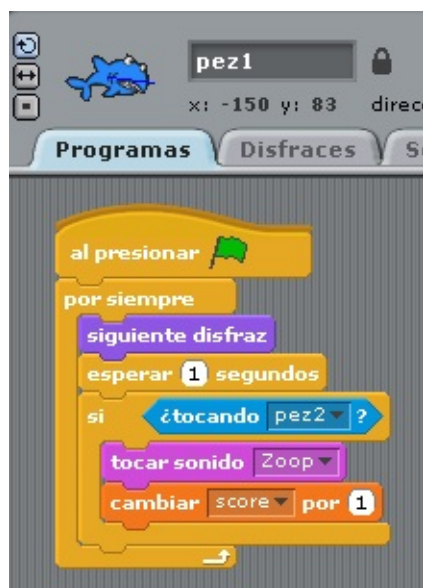 pez1
x: -150 y: 83 direc
Programas Disfraces S
al presionar
por siempre
siguiente disfraz
esperar 1 segundos
si ¿tocando pez2 ?
tocar sonido Zoop
cambiar score por 1